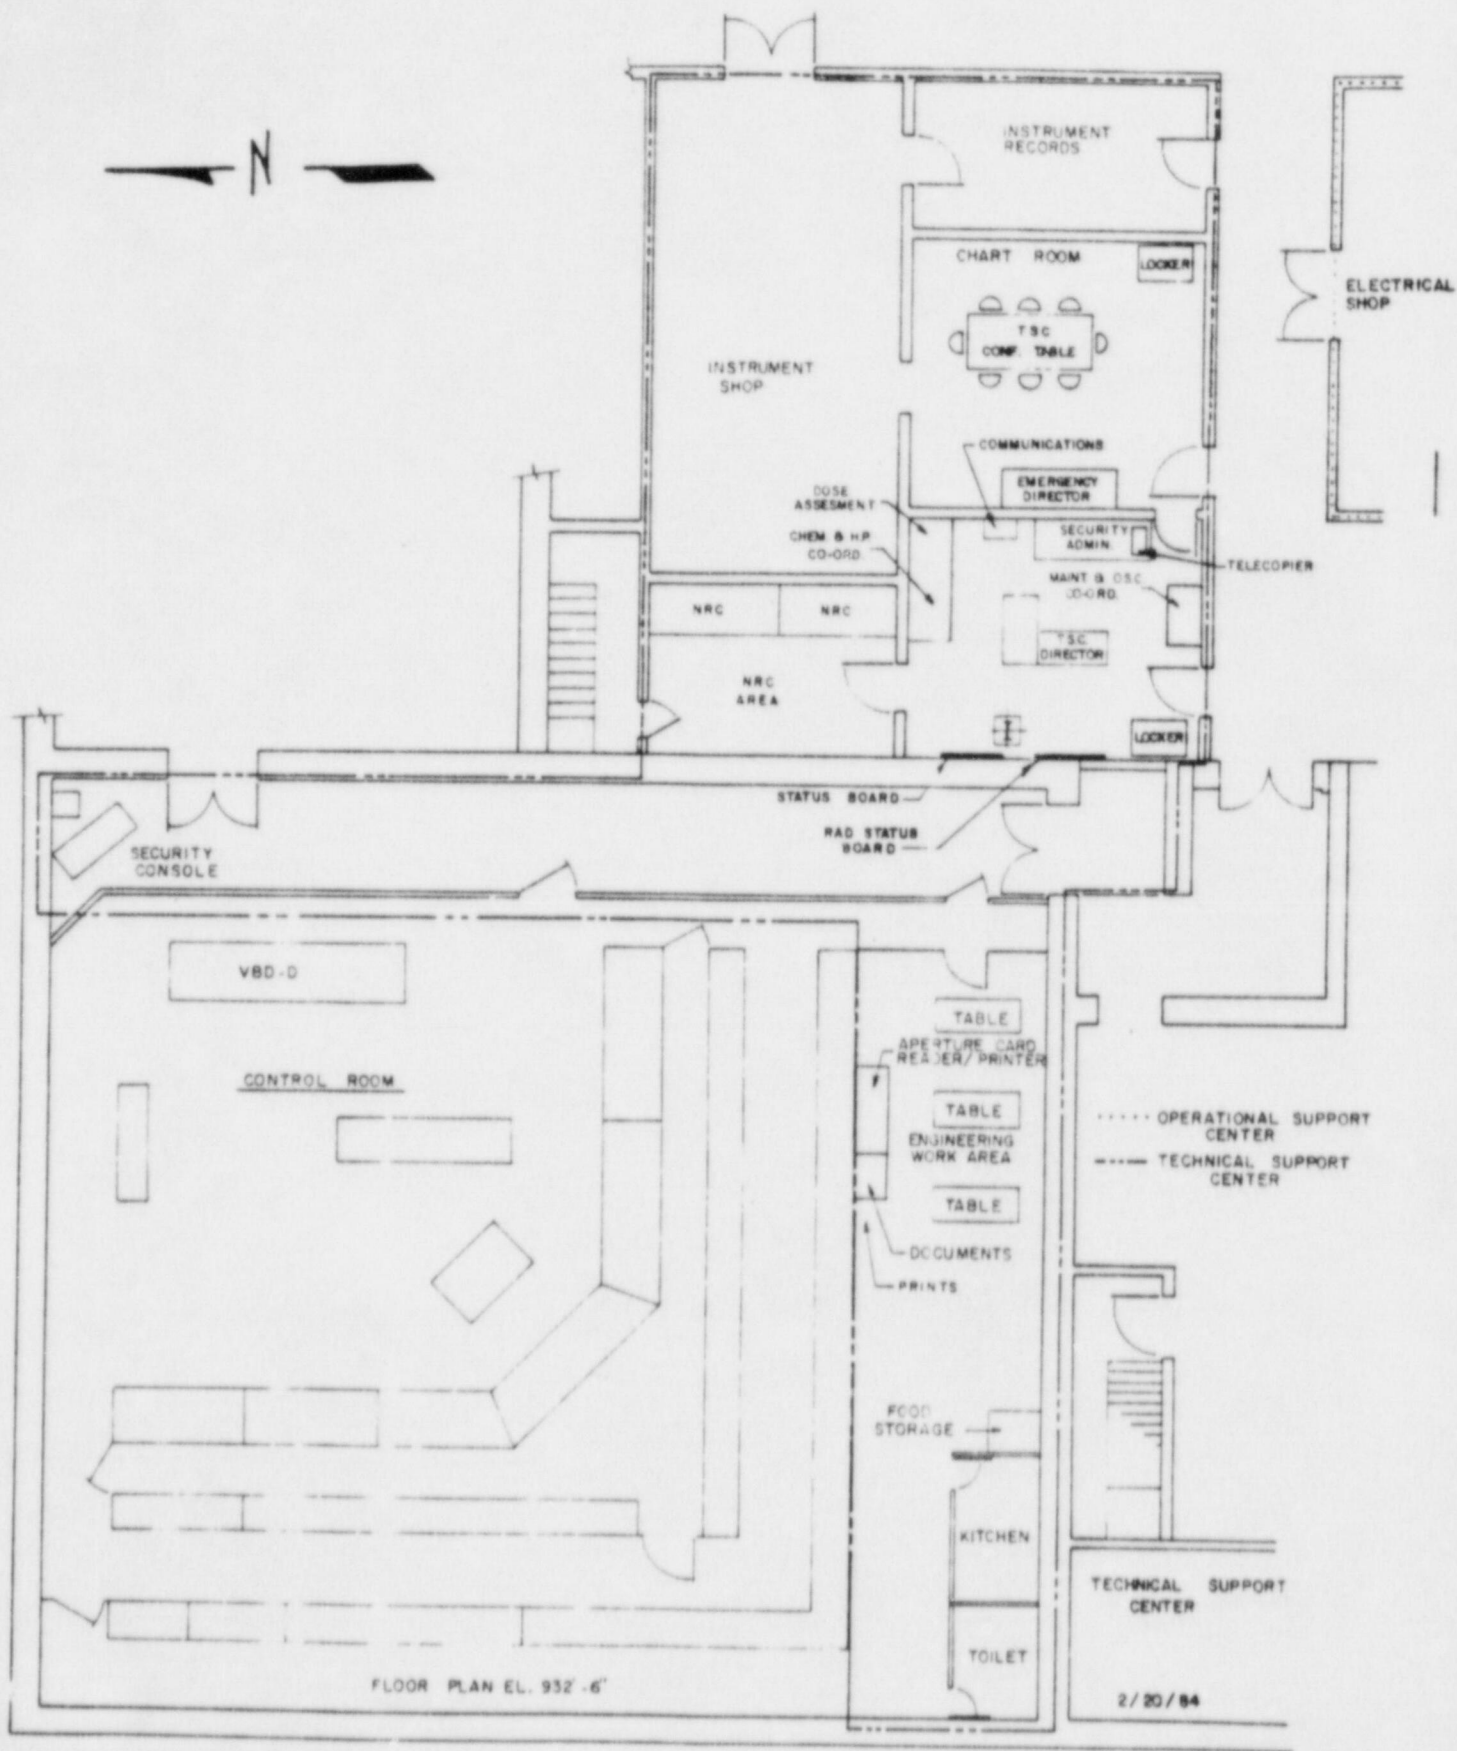 N
INSTRUMENT
RECORDS
CHART ROOM
LOCKER
ELECTRICAL
SHOP
T S C
CONF. TABLE
INSTRUMENT
SHOP
COMMUNICATIONS
EMERGENCY
DIRECTOR
DOSE
ASSESMENT
SECURITY
ADMIN.
CHEM. & H.P.
CO-ORD.
TELECOPIER
MAINT & O.S.C.
CO-ORD.
NRC
NRC
T.S.C.
DIRECTOR
NRC
AREA
LOCKER
STATUS BOARD
RAD STATUS
BOARD
SECURITY
CONSOLE
VBD-D
TABLE
APERTURE CARD
READER/PRINTER
CONTROL ROOM
TABLE
ENGINEERING
WORK AREA
OPERATIONAL SUPPORT
CENTER
TECHNICAL SUPPORT
CENTER
TABLE
DOCUMENTS
PRINTS
FOOD
STORAGE
KITCHEN
TECHNICAL SUPPORT
CENTER
TOILET
FLOOR PLAN EL. 932'-6"
2/20/84